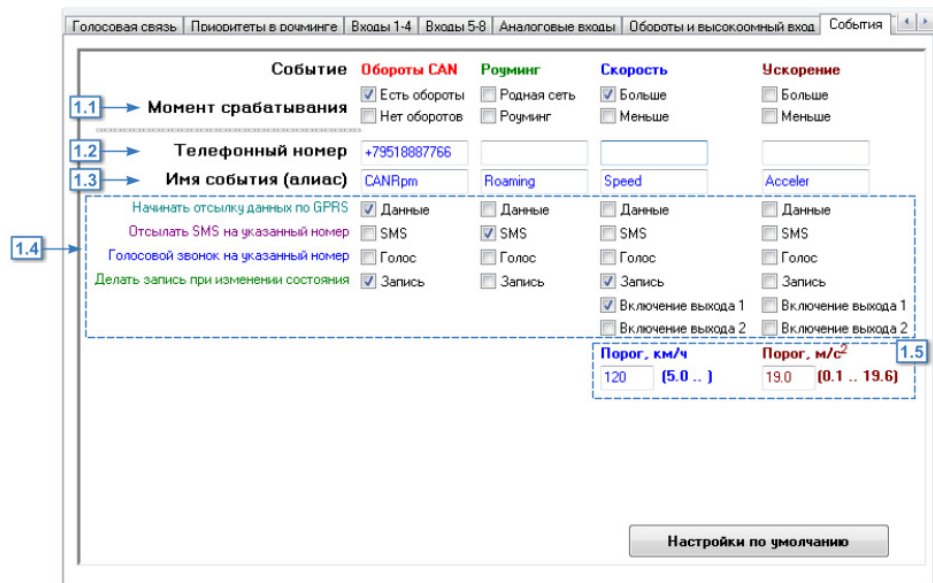 Голосовая связь Приоритеты в роуминге Входы 1-4 Входы 5-8 Аналоговые входы Обороты и высокоомный вход События
Событие Обороты CAN Роуминг Скорость Ускорение
1.1 Момент срабатывания
Есть обороты Родная сеть Больше Больше
Нет оборотов Роуминг Меньше Меньше
1.2 Телефонный номер +79518887766
1.3 Имя события (алиас) CANRpm Roaming Speed Acceler
1.4
Начинать отсылку данных по GPRS Данные Данные Данные Данные
Отсылать SMS на указанный номер SMS SMS SMS SMS
Голосовой звонок на указанный номер Голос Голос Голос Голос
Делать запись при изменении состояния Запись Запись Запись Запись
Включение выхода 1 Включение выхода 1
Включение выхода 2 Включение выхода 2
Порог, км/ч Порог, м/с2 1.5
120 (5.0 .. ) 19.0 (0.1 .. 19.6)
Настройки по умолчанию